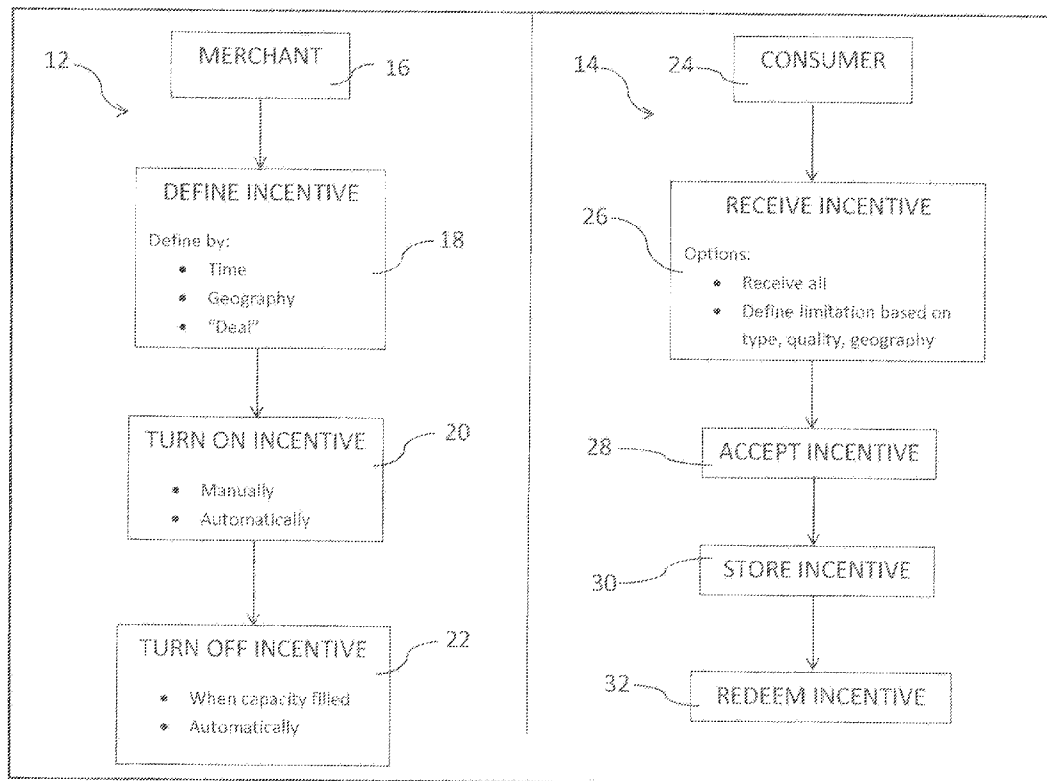 12
MERCHANT
16
DEFINE INCENTIVE
Define by:
• Time
• Geography
• "Deal"
18
TURN ON INCENTIVE
• Manually
• Automatically
20
TURN OFF INCENTIVE
• When capacity filled
• Automatically
22
14
24
CONSUMER
26
RECEIVE INCENTIVE
Options:
• Receive all
• Define limitation based on
type, quality, geography
28
ACCEPT INCENTIVE
30
STORE INCENTIVE
32
REDEEM INCENTIVE